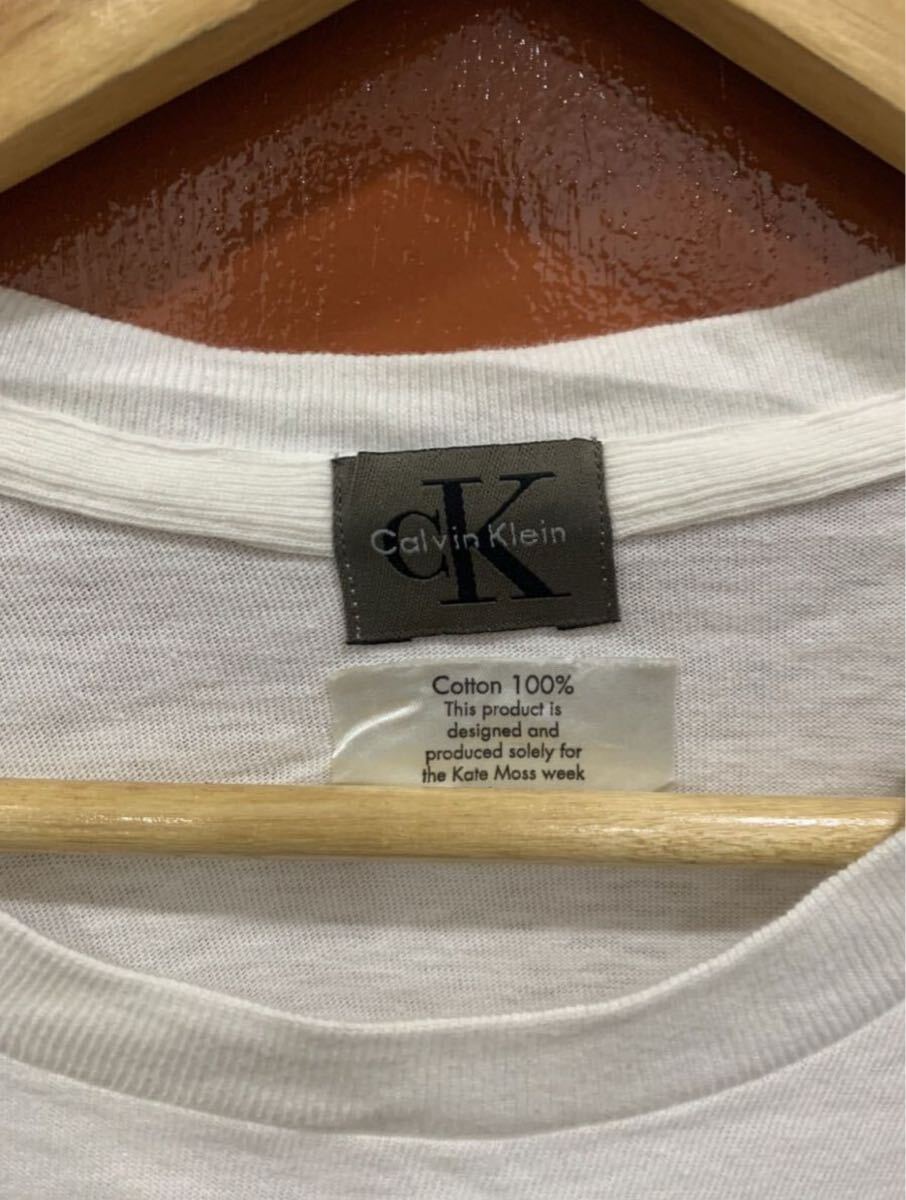 cK
Calvin Klein
Cotton 100%
This product is
designed and
produced solely for
the Kate Moss week